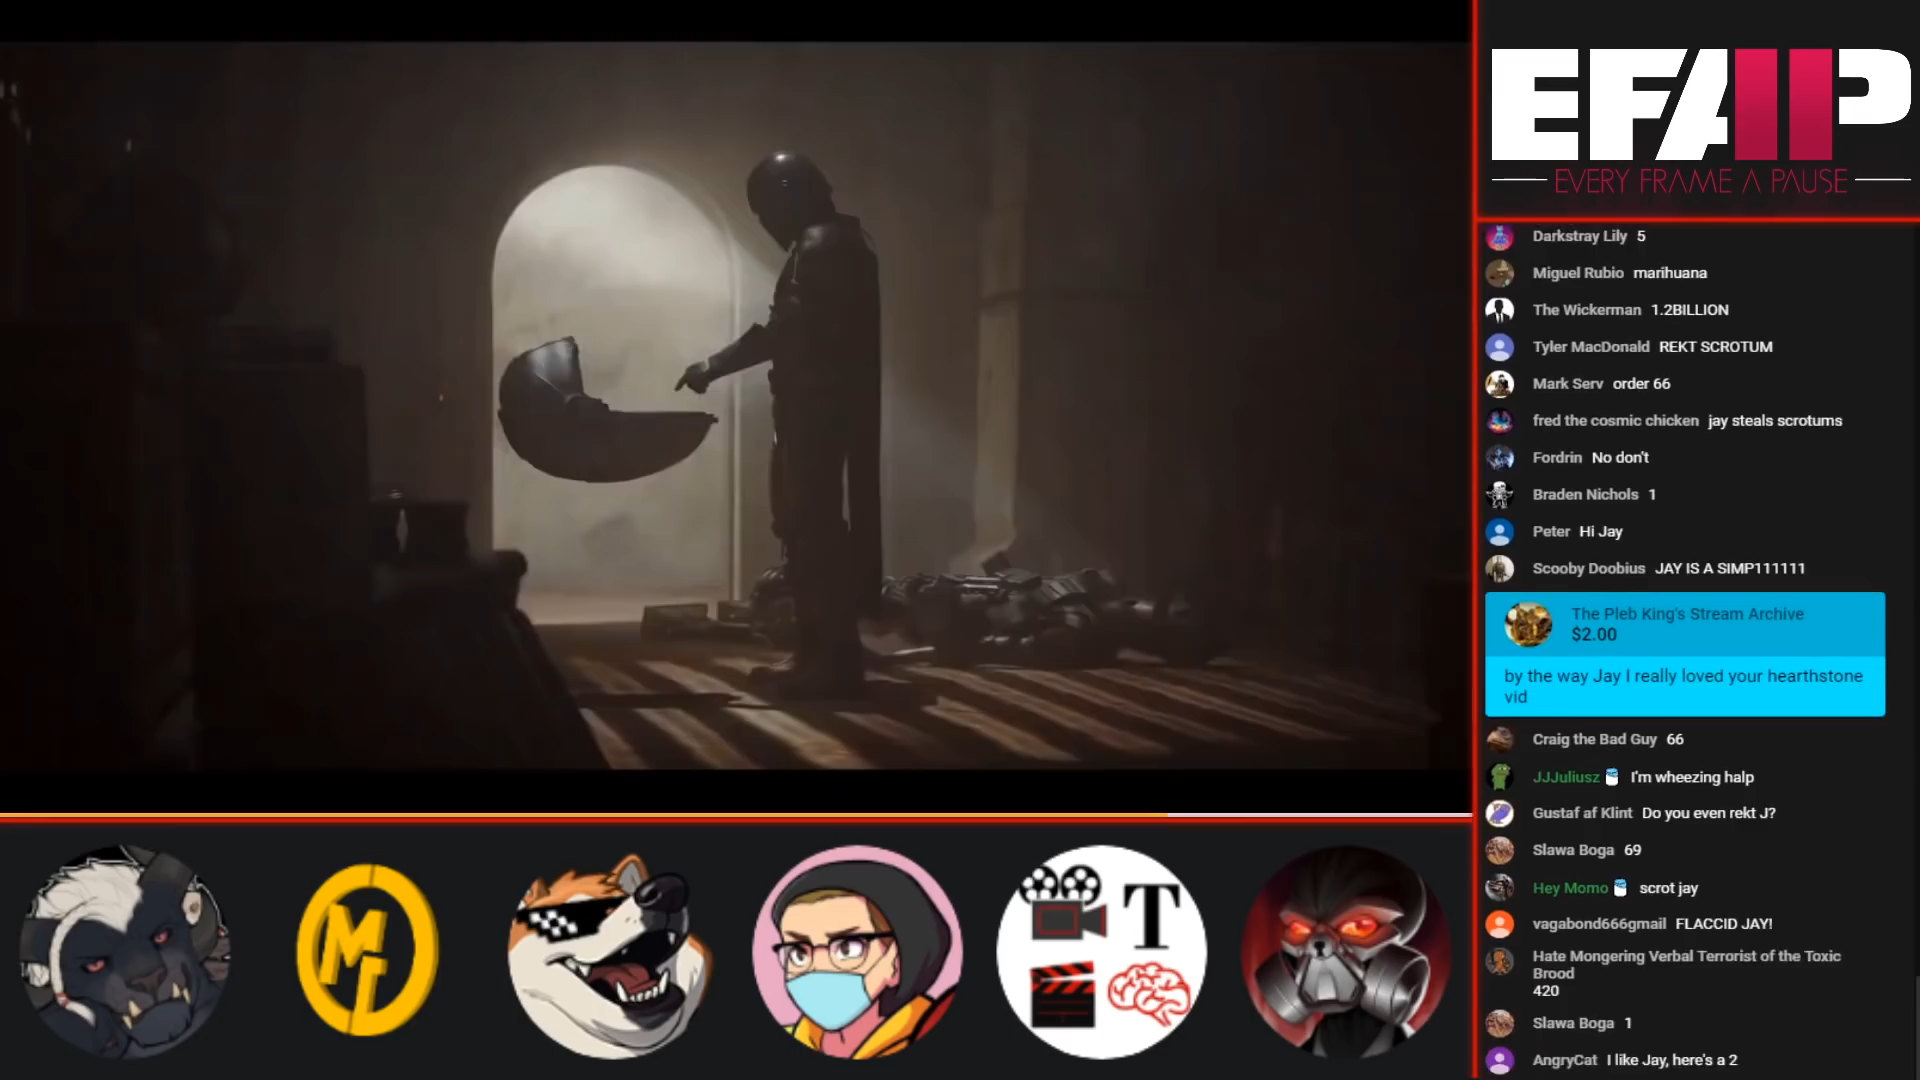 EFAP
EVERY FRAME A PAUSE
Darkstray Lily 5
Miguel Rubio marihuana
The Wickerman 1.2BILLION
Tyler MacDonald REKT SCROTUM
Mark Serv order 66
fred the cosmic chicken jay steals scrotums
Fordrin No don't
Braden Nichols 1
Peter Hi Jay
Scooby Doobius JAY IS A SIMP111111
The Pleb King's Stream Archive
$2.00
by the way Jay I really loved your hearthstone
vid
Craig the Bad Guy 66
JJJuliusz I'm wheezing halp
Gustaf af Klint Do you even rekt J?
Slawa Boga 69
Hey Momo scrot jay
vagabond666gmail FLACCID JAY!
Hate Mongering Verbal Terrorist of the Toxic
Brood
420
Slawa Boga 1
AngryCat I like Jay, here's a 2
T